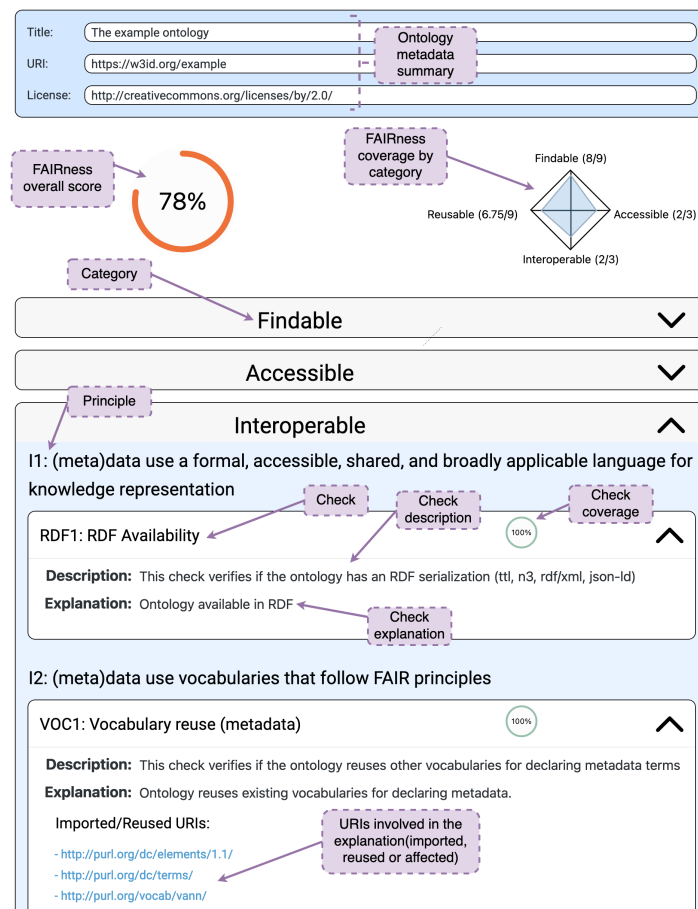 Title:
The example ontology
Ontology
metadata
summary
URI:
https://w3id.org/example
License:
http://creativecommons.org/licenses/by/2.0/
FAIRness
overall score
78%
FAIRness
coverage by
category
Findable (8/9)
Reusable (6.75/9)
Accessible (2/3)
Interoperable (2/3)
Category
Findable
Accessible
Principle
Interoperable
I1: (meta)data use a formal, accessible, shared, and broadly applicable language for
knowledge representation
Check
Check
description
Check
coverage
RDF1: RDF Availability
100%
Description: This check verifies if the ontology has an RDF serialization (ttl, n3, rdf/xml, json-ld)
Explanation: Ontology available in RDF
Check
explanation
I2: (meta)data use vocabularies that follow FAIR principles
VOC1: Vocabulary reuse (metadata)
100%
Description: This check verifies if the ontology reuses other vocabularies for declaring metadata terms
Explanation: Ontology reuses existing vocabularies for declaring metadata.
Imported/Reused URIs:
URIs involved in the
explanation(imported,
reused or affected)
- http://purl.org/dc/elements/1.1/
- http://purl.org/dc/terms/
- http://purl.org/vocab/vann/